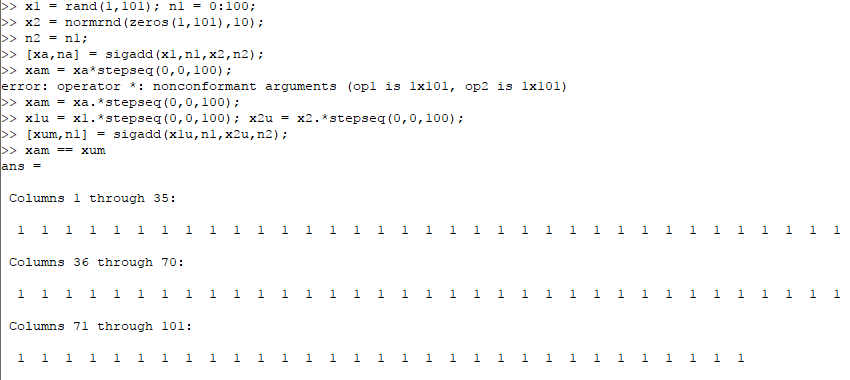 >> x1 = rand(1,101); n1 = 0:100;
>> x2 = normrnd(zeros(1,101),10);
>> n2 = n1;
>> [xa,na] = sigadd(x1,n1,x2,n2);
>> xam = xa*stepseq(0,0,100);
error: operator *: nonconformant arguments (op1 is 1x101, op2 is 1x101)
>> xam = xa.*stepseq(0,0,100);
>> x1u = x1.*stepseq(0,0,100); x2u = x2.*stepseq(0,0,100);
>> [xum,n1] = sigadd(x1u,n1,x2u,n2);
>> xam == xum
ans =
Columns 1 through 35:
1 1 1 1 1 1 1 1 1 1 1 1 1 1 1 1 1 1 1 1 1 1 1 1 1 1 1 1 1 1 1 1 1 1 1
Columns 36 through 70:
1 1 1 1 1 1 1 1 1 1 1 1 1 1 1 1 1 1 1 1 1 1 1 1 1 1 1 1 1 1 1 1 1 1 1
Columns 71 through 101:
1 1 1 1 1 1 1 1 1 1 1 1 1 1 1 1 1 1 1 1 1 1 1 1 1 1 1 1 1 1 1